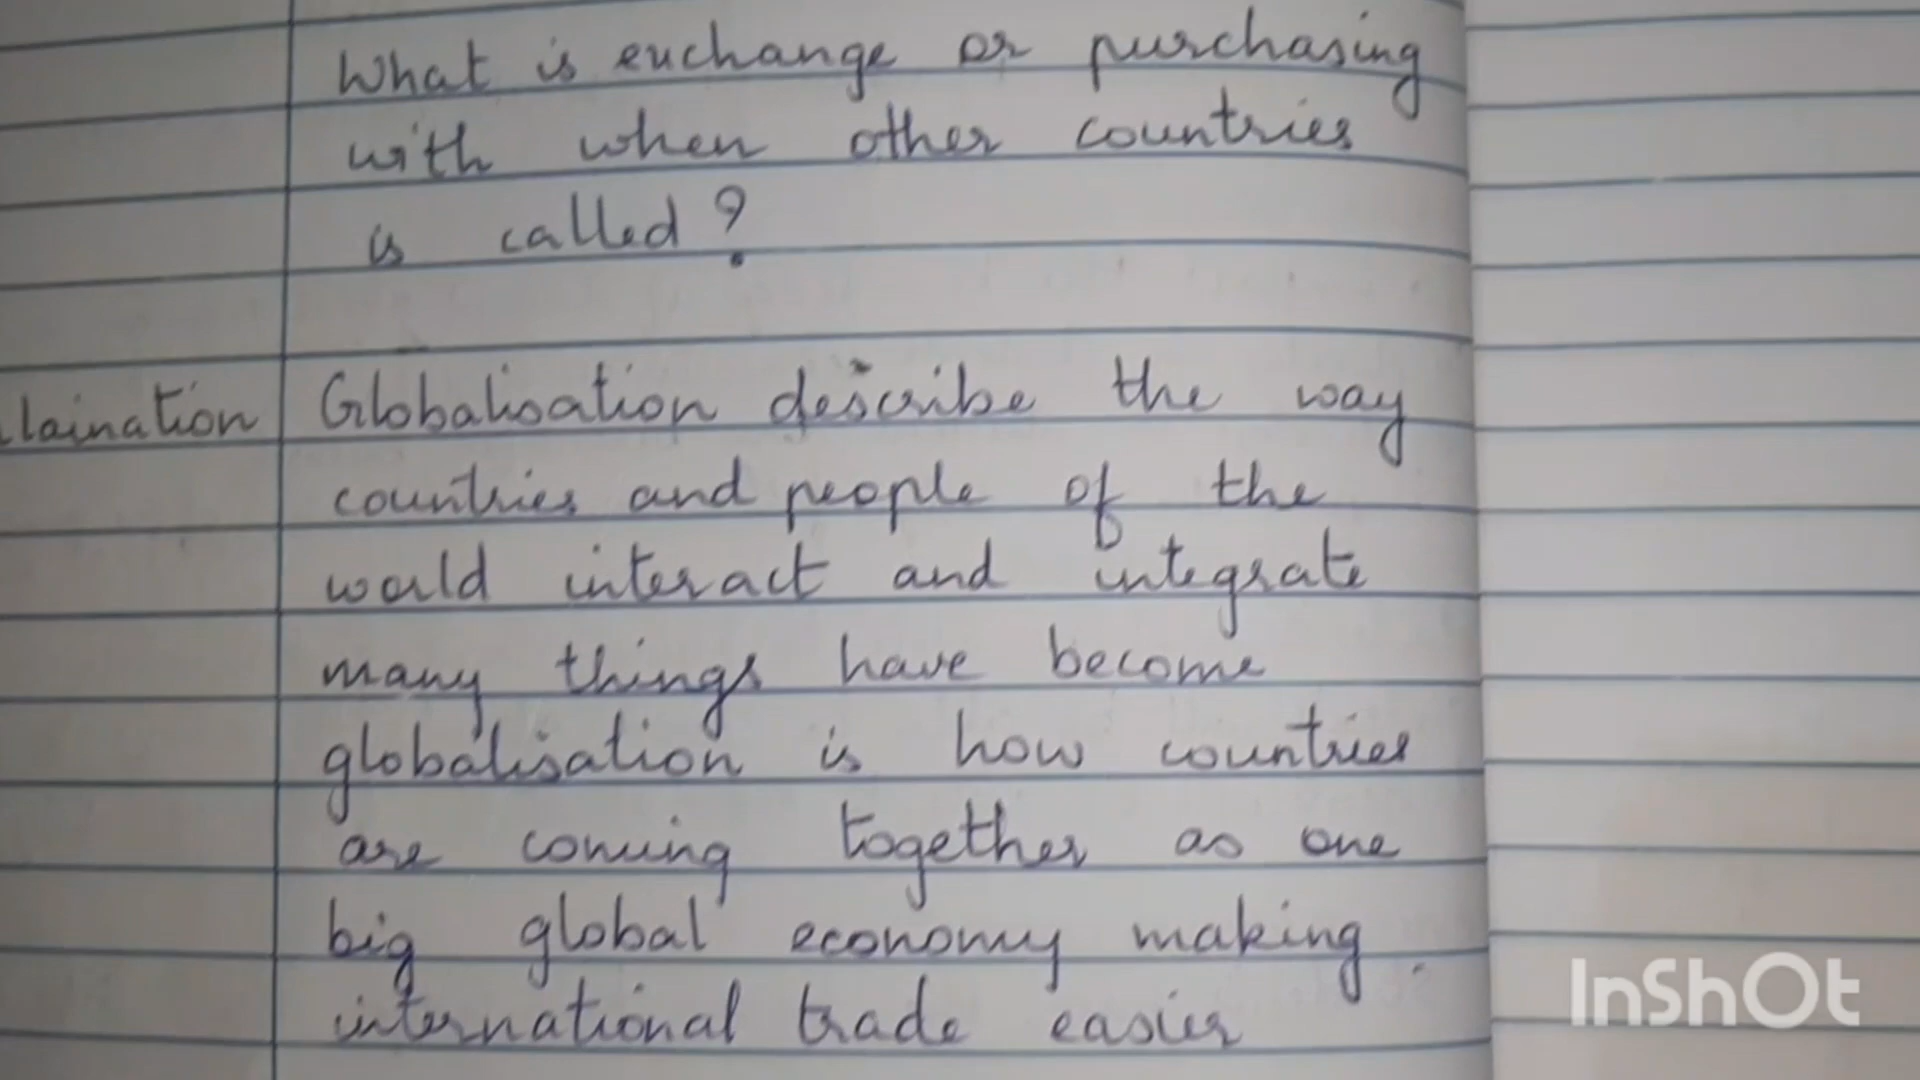 What is exchange or purchasing
with when other countries
is called?
laination
Globalisation describe the way
countries and people of the
world interact and integrate
many things have become
globalisation is how countries
are coming together as one
big global economy making
international trade easier
InShOt